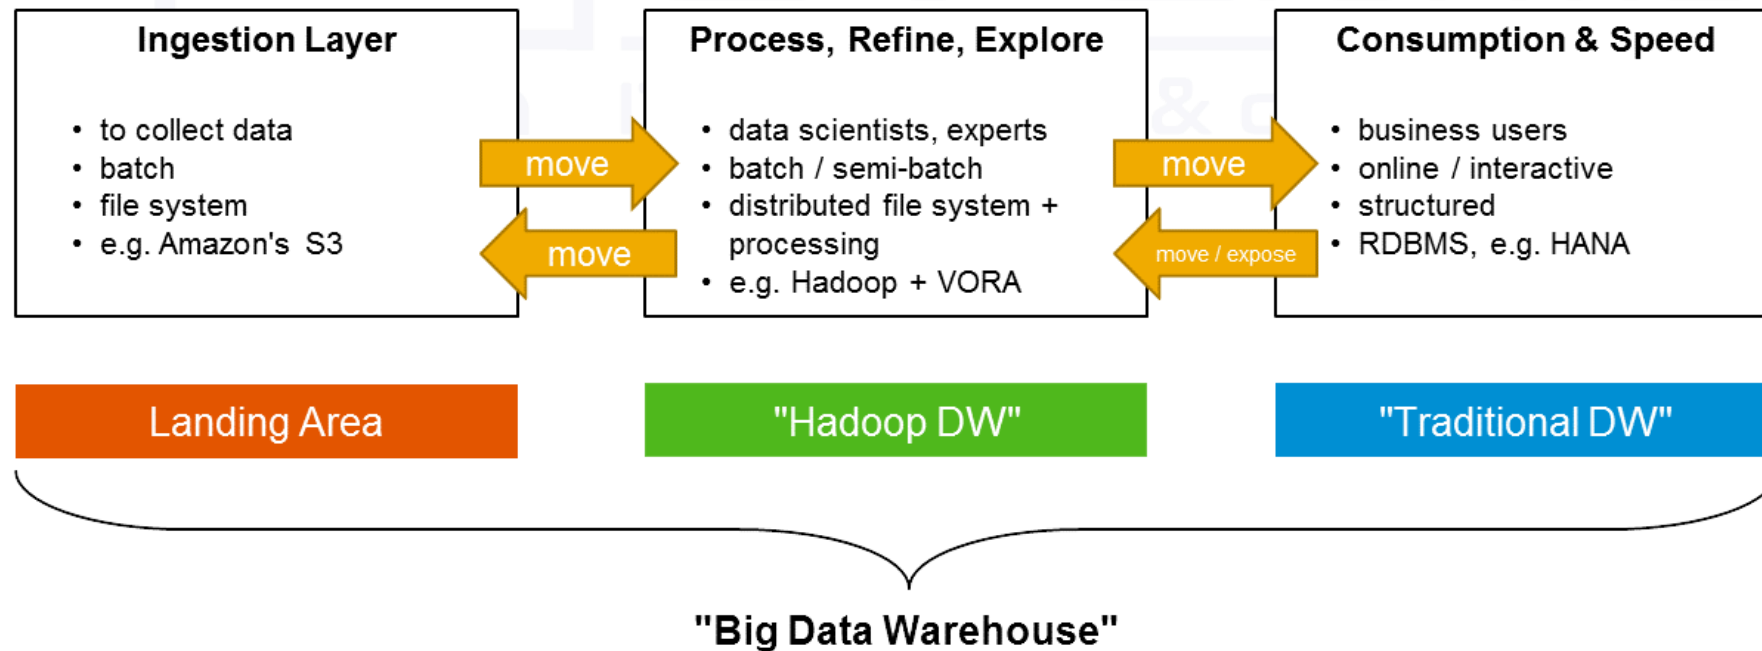 Ingestion Layer
• to collect data
• batch
• file system
• e.g. Amazon's S3
move
move
Process, Refine, Explore
• data scientists, experts
• batch / semi-batch
• distributed file system +
processing
• e.g. Hadoop + VORA
move
move / expose
Consumption & Speed
• business users
• online / interactive
• structured
• RDBMS, e.g. HANA
Landing Area
"Hadoop DW"
"Traditional DW"
"Big Data Warehouse"